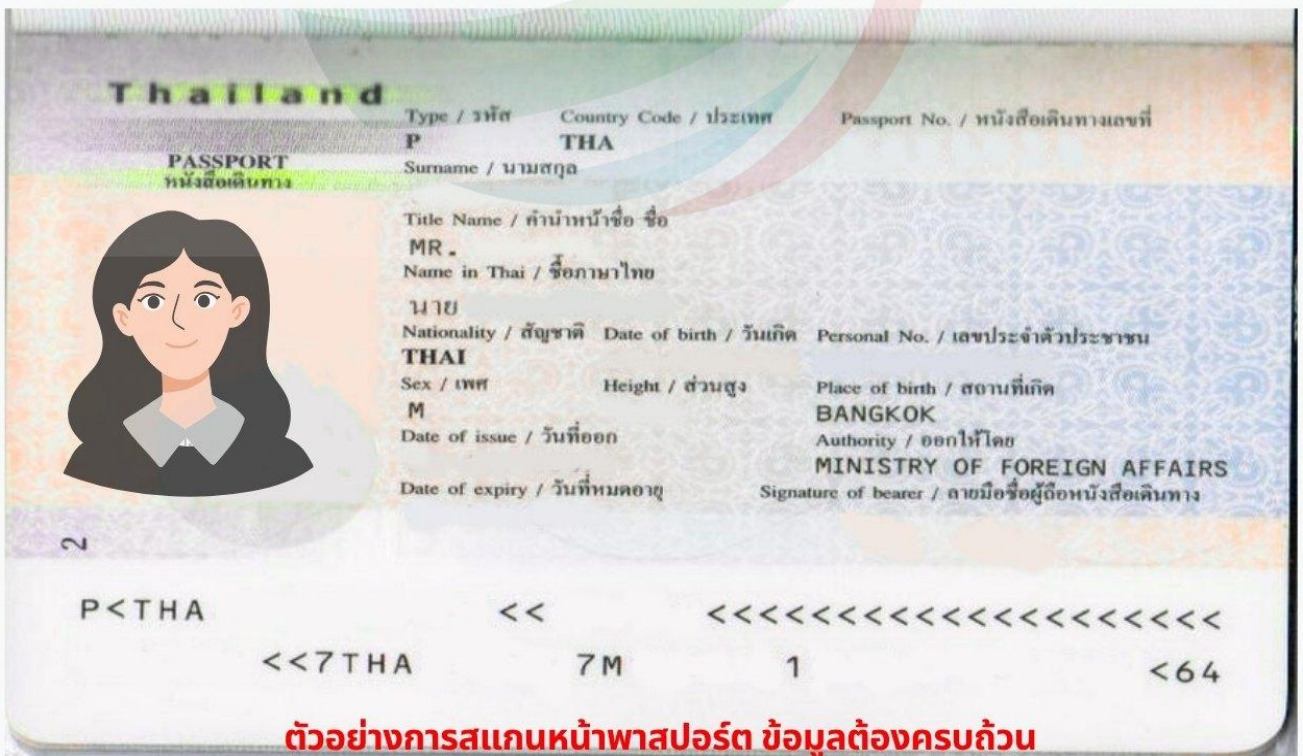 Thailand
Type / รหัส Country Code / ประเทศ Passport No. / หนังสือเดินทางเลขที่
P THA
PASSPORT
หนังสือเดินทาง
Surname / นามสกุล
Title Name / คำนำหน้าชื่อ ชื่อ
MR.
Name in Thai / ชื่อภาษาไทย
นาย
Nationality / สัญชาติ Date of birth / วันเกิด Personal No. / เลขประจำตัวประชาชน
THAI
Sex / เพศ Height / ส่วนสูง Place of birth / สถานที่เกิด
M BANGKOK
Date of issue / วันที่ออก Authority / ออกให้โดย
MINISTRY OF FOREIGN AFFAIRS
Date of expiry / วันที่หมดอายุ Signature of bearer / ลายมือชื่อผู้ถือหนังสือเดินทาง
2
P<THA << <<<<<<<<<<<<<<<<<<<<
<<7THA 7M 1 <64
ตัวอย่างการสแกนหน้าพาสปอร์ต ข้อมูลต้องครบถ้วน